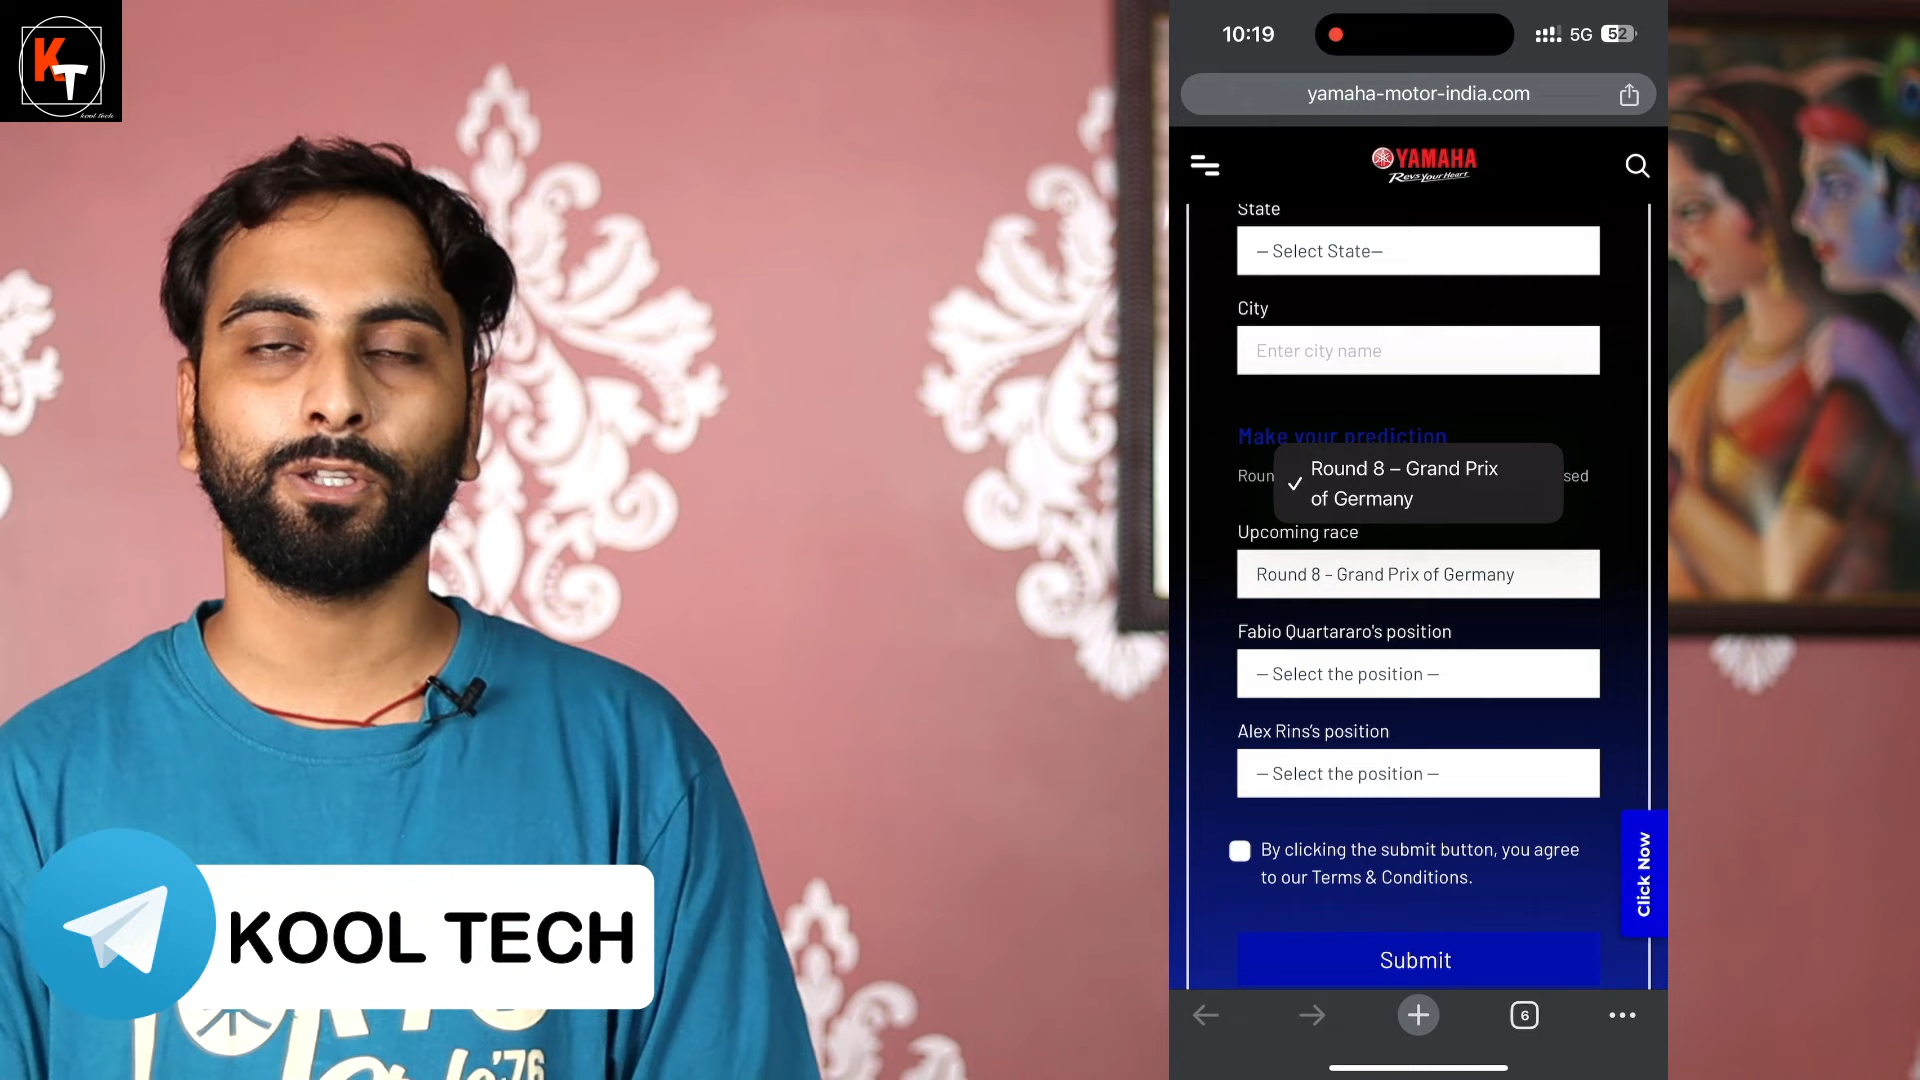 KT
kool tech
10:19
5G
52
yamaha-motor-india.com
YAMAHA
Revs Your Heart
State
— Select State—
City
Enter city name
Make your prediction
Roun
sed
Round 8 – Grand Prix
of Germany
Upcoming race
Round 8 – Grand Prix of Germany
Fabio Quartararo's position
— Select the position —
Alex Rins's position
— Select the position —
By clicking the submit button, you agree
to our Terms & Conditions.
Click Now
Submit
6
KOOL TECH
'76